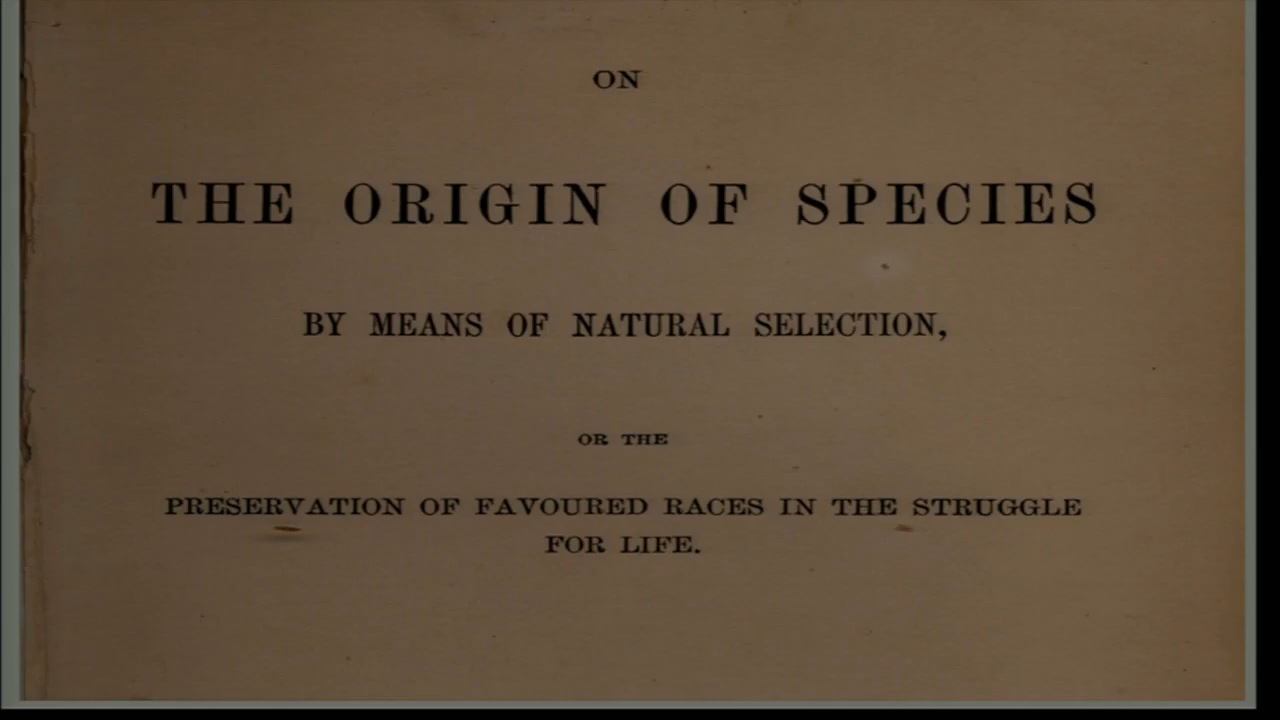 ON
THE ORIGIN OF SPECIES
BY MEANS OF NATURAL SELECTION,
OR THE
PRESERVATION OF FAVOURED RACES IN THE STRUGGLE
FOR LIFE.